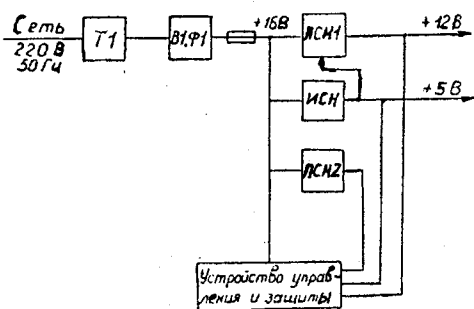 Сеть
220 В
50 Гц
Т1
В1,Ф1
+16В
ЛСН1
+12 В
ИСН
+5 В
ЛСН2
Устройство управ-
ления и защиты